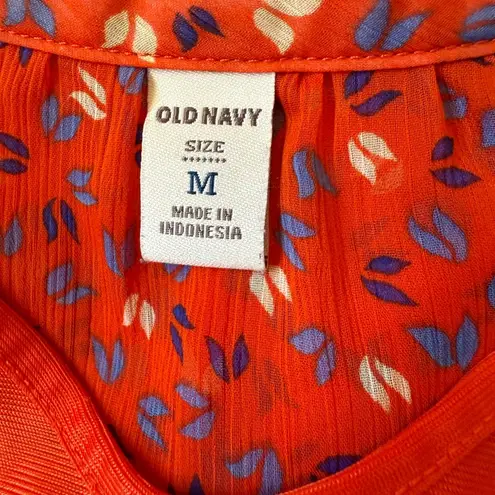 OLD NAVY
SIZE
M
MADE IN
INDONESIA